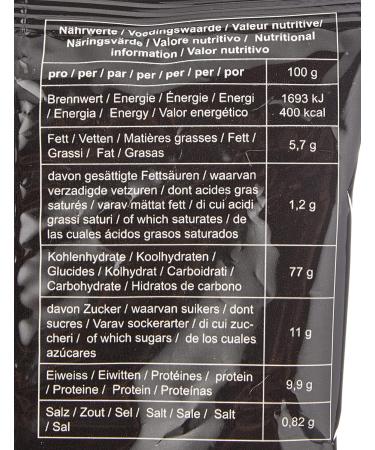 Nährwerte / Voedingswaarde / Valeur nutritive/
Näringsvärde / Valore nutritivo / Nutritional
information / Valor nutritivo
pro / per / par / per / per / per / por
100 g
Brennwert / Energie / Énergie / Energi
/ Energia / Energy / Valor energético
1693 kJ
400 kcal
Fett / Vetten / Matières grasses / Fett /
Grassi / Fat / Grasas
5,7 g
davon gesättigte Fettsäuren / waarvan
verzadigde vetzuren / dont acides gras
saturés / varav mättat fett / di cui acidi
grassi saturi / of which saturates / de
las cuales ácidos grasos saturados
1,2 g
Kohlenhydrate / Koolhydraten /
Glucides / Kolhydrat / Carboidrati /
Carbohydrate / Hidratos de carbono
77 g
davon Zucker / waarvan suikers / dont
sucres / Varav sockerarter / di cui zuc-
cheri / of which sugars / de los cuales
azúcares
11 g
Eiweiss / Eiwitten / Protéines / protein
/ Proteine / Protein / Proteínas
9,9 g
Salz / Zout / Sel / Salt / Sale / Salt
/ Sal
0,82 g